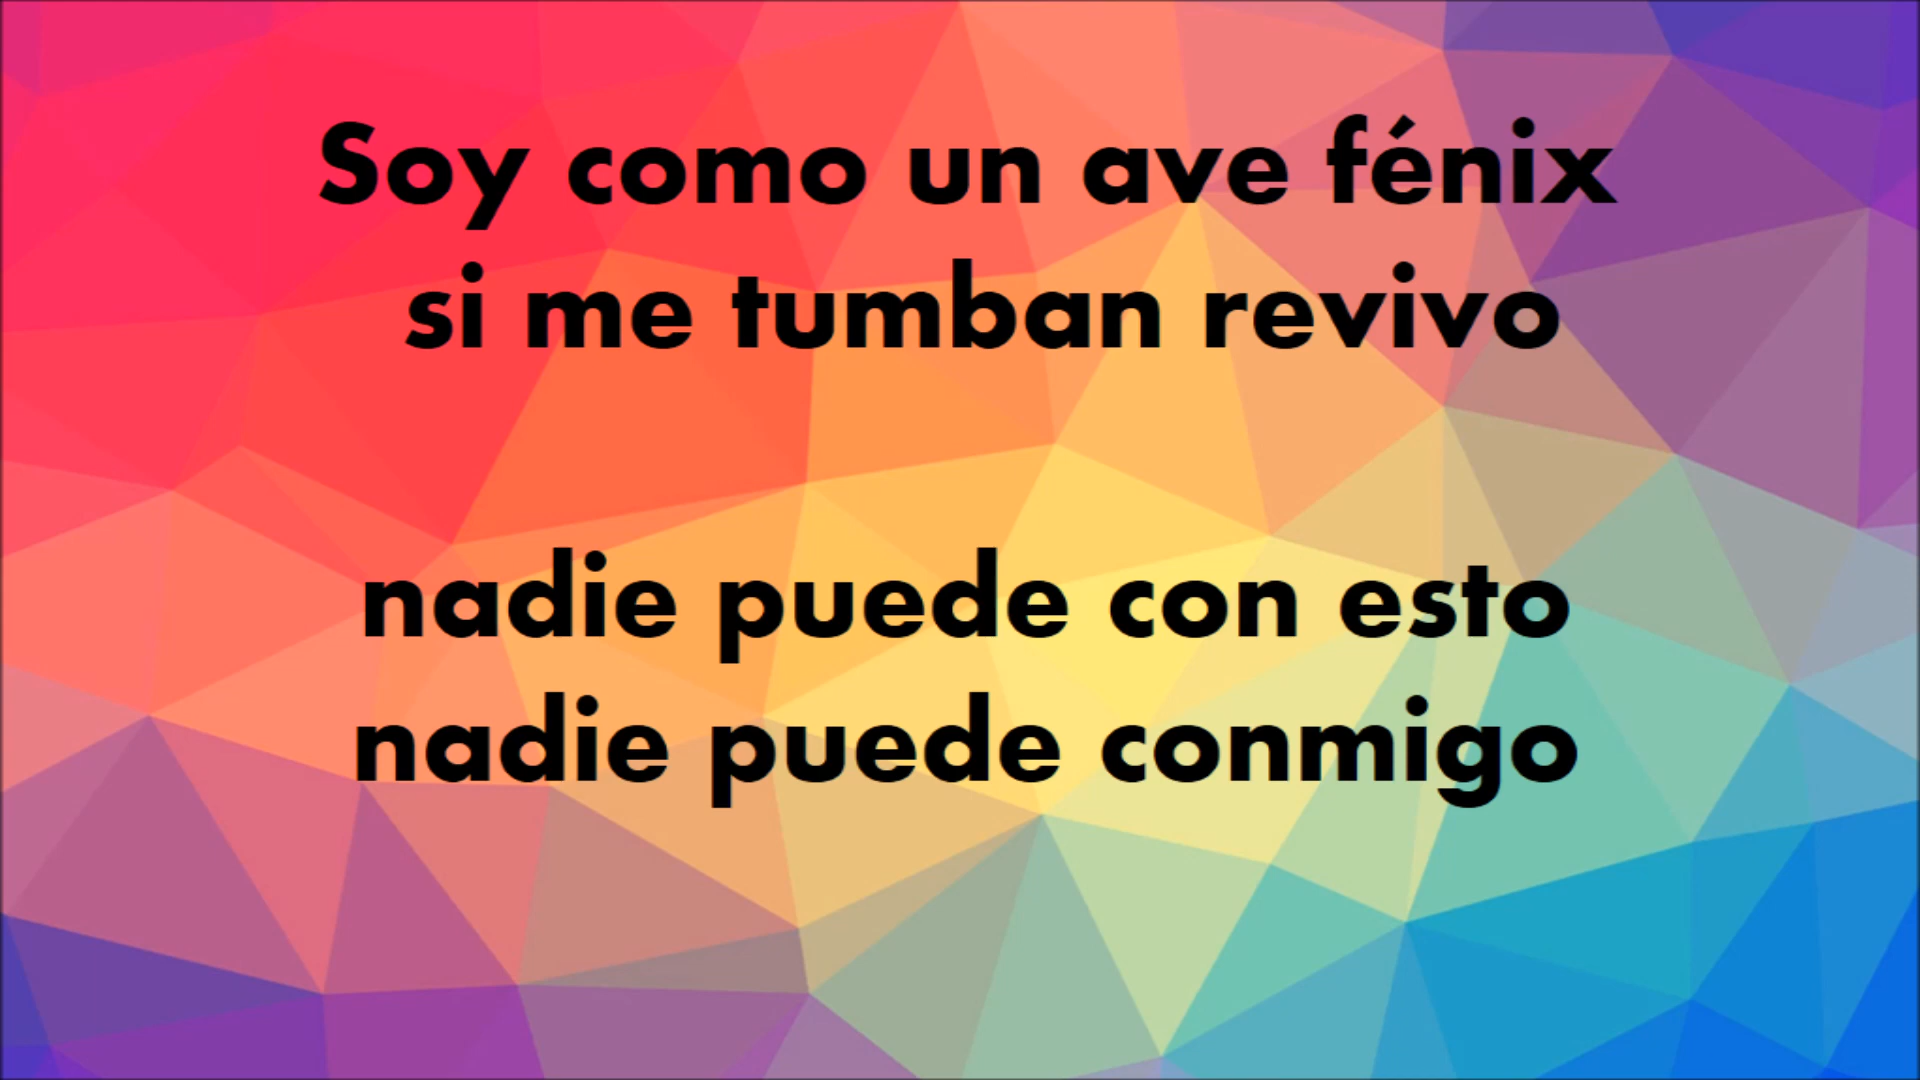 Soy como un ave fénix
si me tumban revivo
nadie puede con esto
nadie puede conmigo